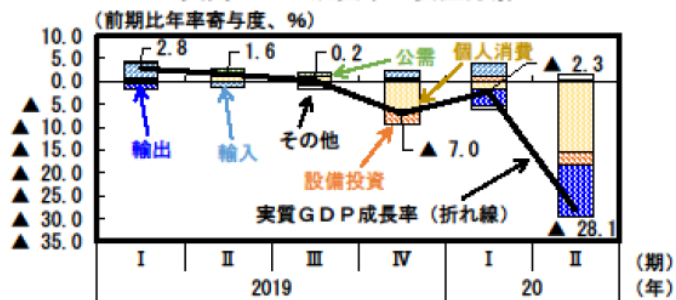 (前期比年率寄与度、%)
10.0
5.0
0.0
▲ 5.0
▲ 10.0
▲ 15.0
▲ 20.0
▲ 25.0
▲ 30.0
▲ 35.0
2.8
1.6
0.2
公需
個人消費
▲ 2.3
輸出
輸入
その他
▲ 7.0
設備投資
実質GDP成長率(折れ線)
▲ 28.1
Ⅰ Ⅱ Ⅲ Ⅳ Ⅰ Ⅱ (期)
2019 20 (年)